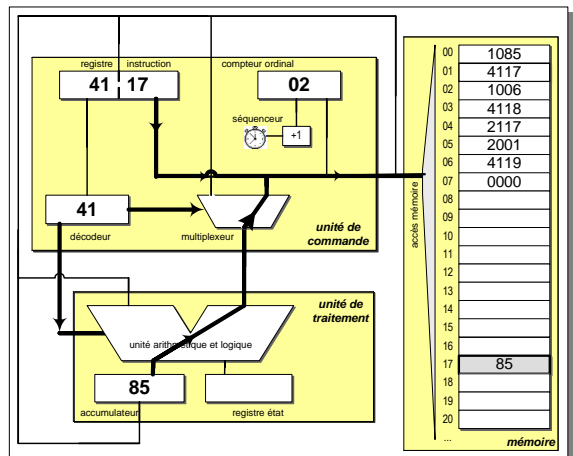 registre instruction
41 17
compteur ordinal
02
séquenceur
+1
41
décodeur
multiplexeur
unité de
commande
unité de
traitement
unité arithmétique et logique
85
accumulateur
registre état
accès mémoire
00 1085
01 4117
02 1006
03 4118
04 2117
05 2001
06 4119
07 0000
08
09
10
11
12
13
14
15
16
17 85
18
19
20
...
mémoire